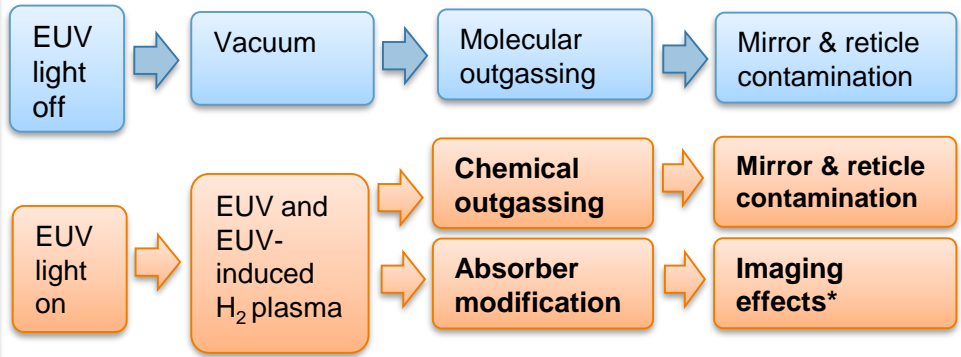 EUV
light
off
Vacuum
Molecular
outgassing
Mirror & reticle
contamination
EUV
light
on
EUV and
EUV-
induced
H₂ plasma
Chemical
outgassing
Mirror & reticle
contamination
Absorber
modification
Imaging
effects*